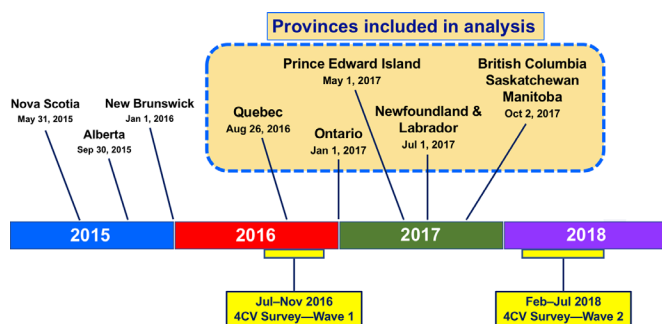 Provinces included in analysis
Prince Edward Island
May 1, 2017
British Columbia
Saskatchewan
Manitoba
Oct 2, 2017
Nova Scotia
May 31, 2015
New Brunswick
Jan 1, 2016
Alberta
Sep 30, 2015
Quebec
Aug 26, 2016
Ontario
Jan 1, 2017
Newfoundland &
Labrador
Jul 1, 2017
2015
2016
2017
2018
Jul–Nov 2016
4CV Survey—Wave 1
Feb–Jul 2018
4CV Survey—Wave 2